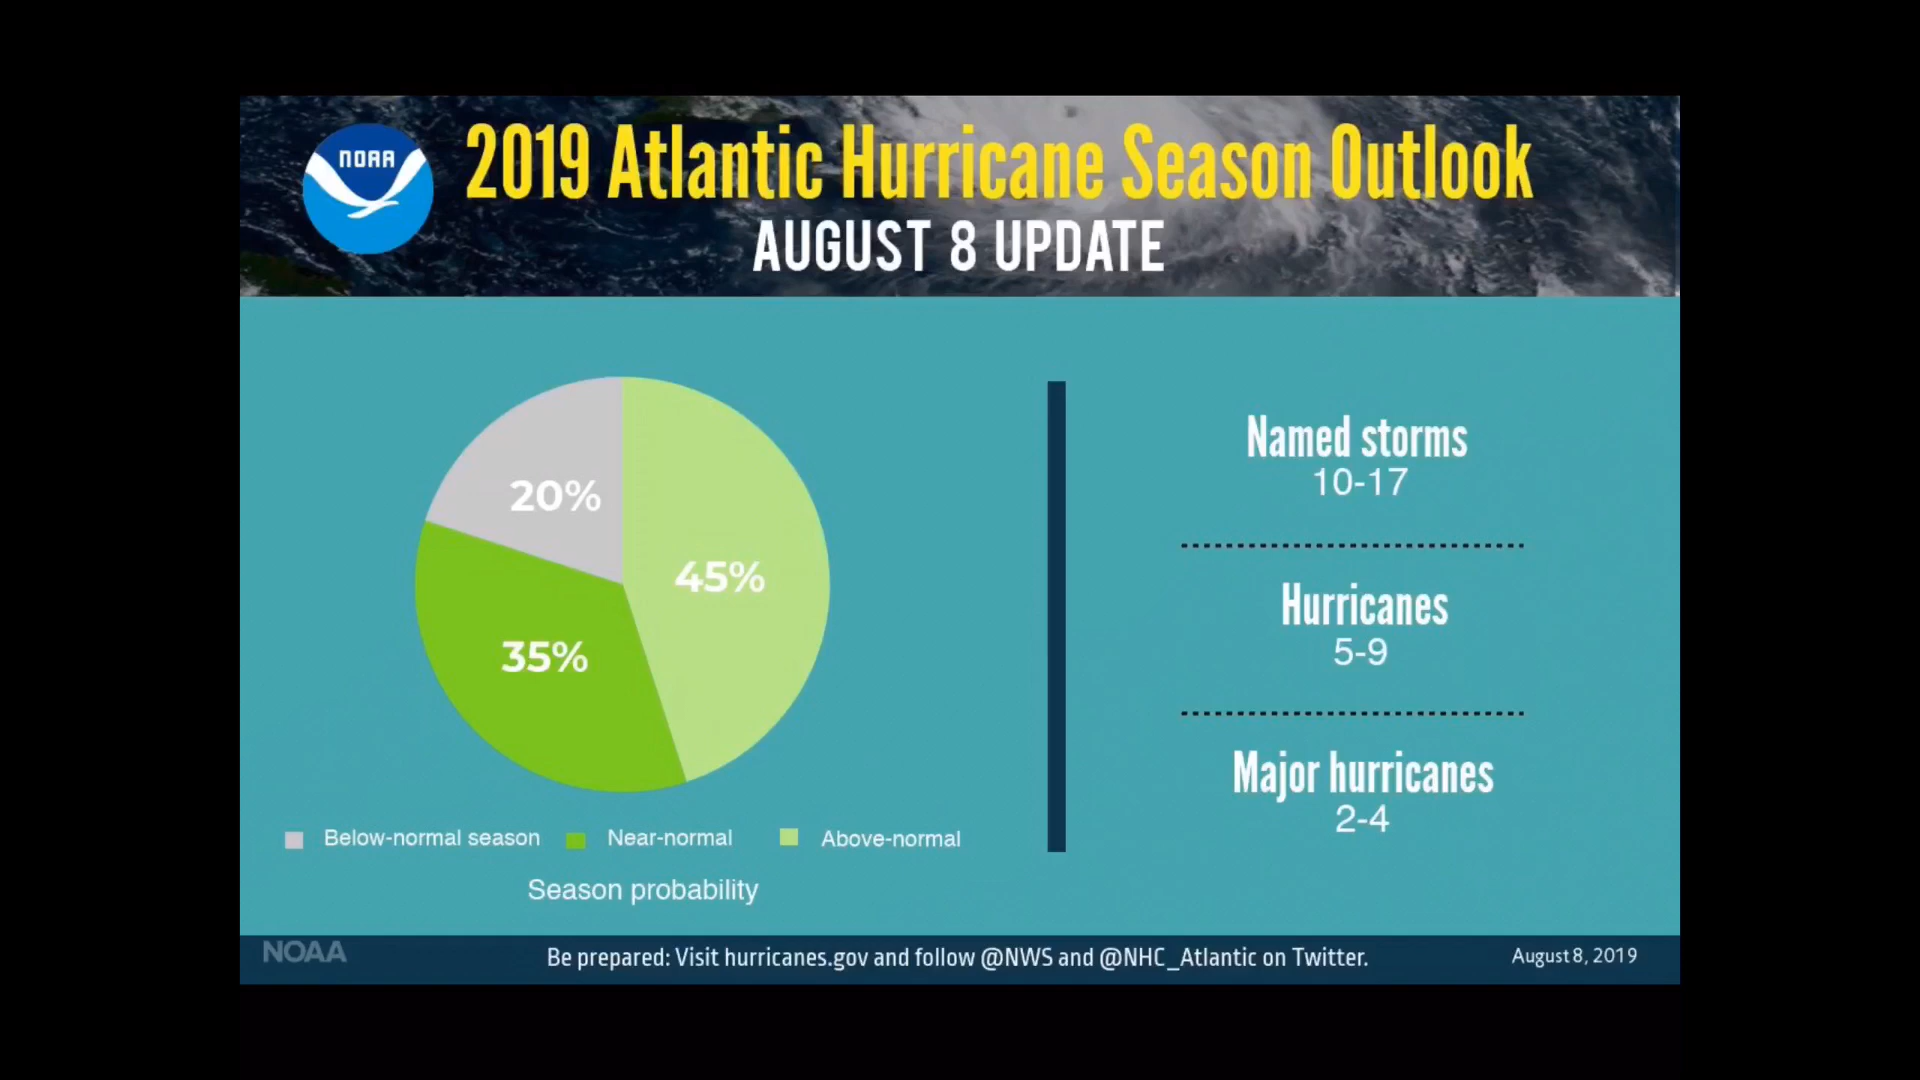 NOAA
2019 Atlantic Hurricane Season Outlook
AUGUST 8 UPDATE
20%
45%
35%
Below-normal season
Near-normal
Above-normal
Season probability
Named storms
10-17
Hurricanes
5-9
Major hurricanes
2-4
NOAA
Be prepared: Visit hurricanes.gov and follow @NWS and @NHC_Atlantic on Twitter.
August 8, 2019